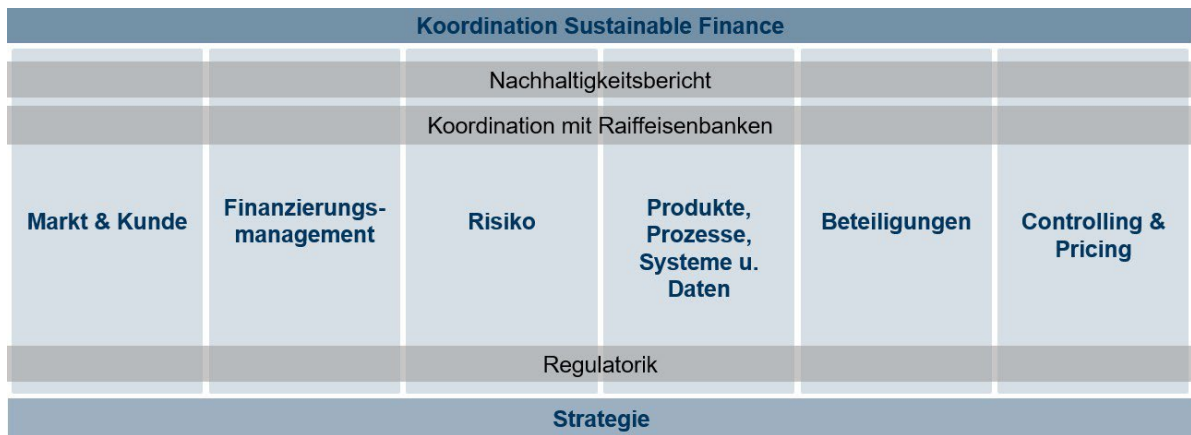 Koordination Sustainable Finance
Nachhaltigkeitsbericht
Koordination mit Raiffeisenbanken
Markt & Kunde
Finanzierungs-
management
Risiko
Produkte,
Prozesse,
Systeme u.
Daten
Beteiligungen
Controlling &
Pricing
Regulatorik
Strategie